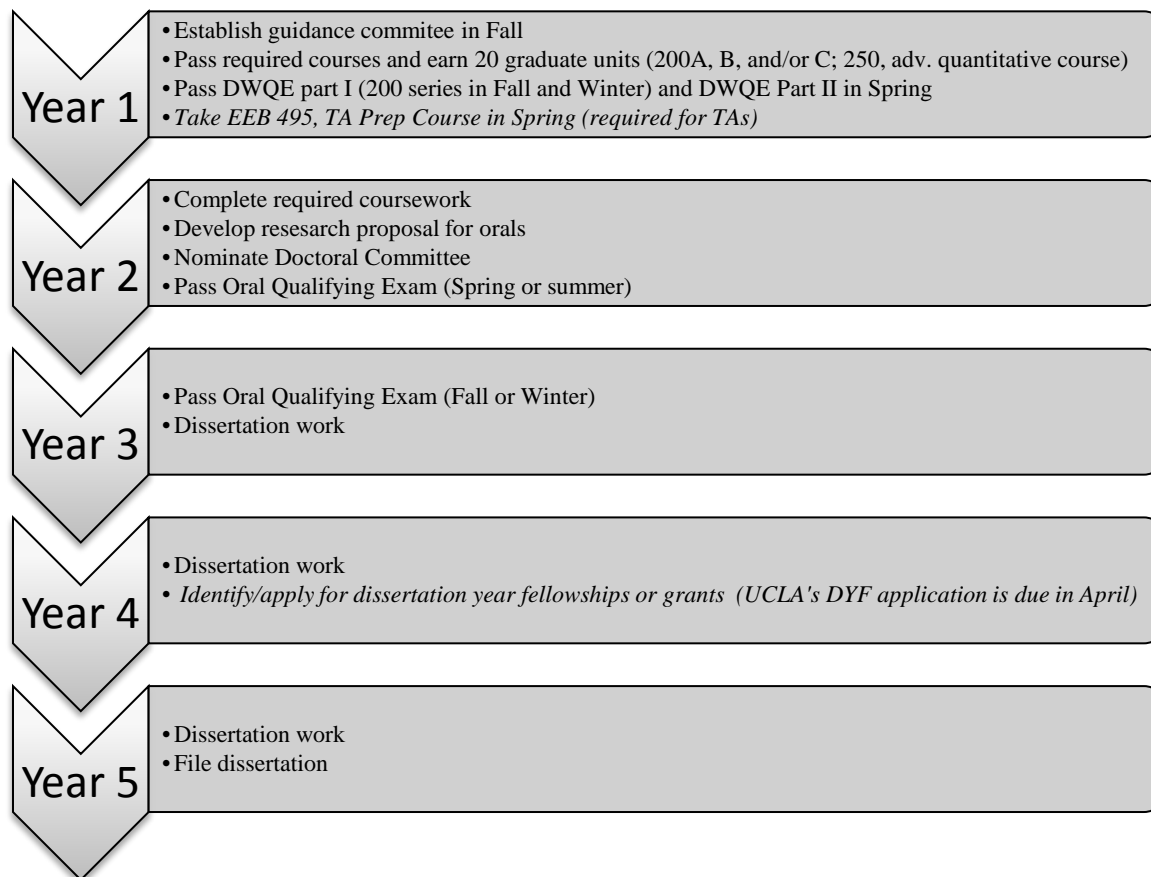 Year 1
• Establish guidance commitee in Fall
• Pass required courses and earn 20 graduate units (200A, B, and/or C; 250, adv. quantitative course)
• Pass DWQE part I (200 series in Fall and Winter) and DWQE Part II in Spring
• Take EEB 495, TA Prep Course in Spring (required for TAs)
Year 2
• Complete required coursework
• Develop resesarch proposal for orals
• Nominate Doctoral Committee
• Pass Oral Qualifying Exam (Spring or summer)
Year 3
• Pass Oral Qualifying Exam (Fall or Winter)
• Dissertation work
Year 4
• Dissertation work
• Identify/apply for dissertation year fellowships or grants (UCLA's DYF application is due in April)
Year 5
• Dissertation work
• File dissertation